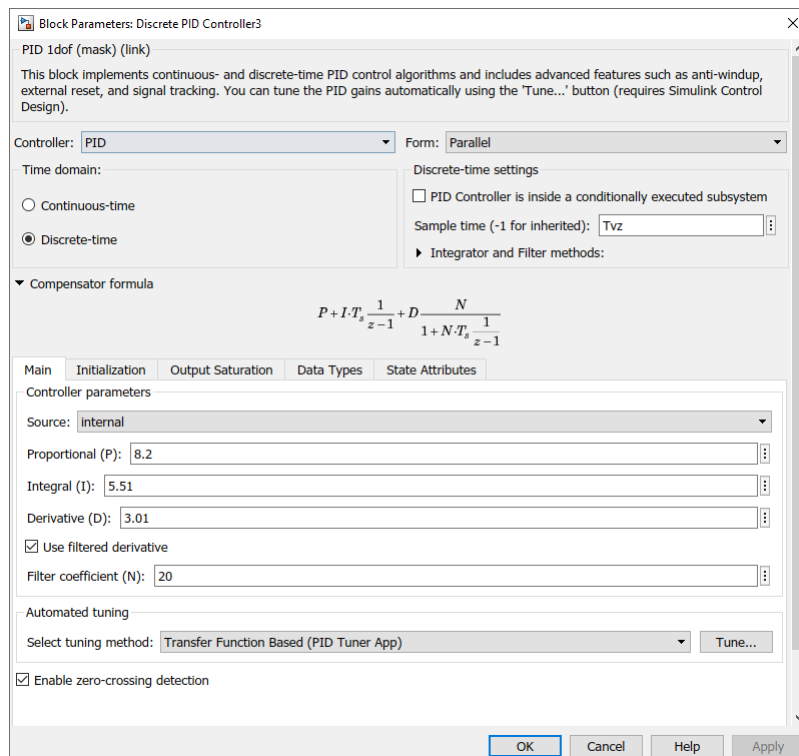 Block Parameters: Discrete PID Controller3
PID 1dof (mask) (link)
This block implements continuous- and discrete-time PID control algorithms and includes advanced features such as anti-windup,
external reset, and signal tracking. You can tune the PID gains automatically using the 'Tune...' button (requires Simulink Control
Design).
Controller: PID Form: Parallel
Time domain: Discrete-time settings
Continuous-time
PID Controller is inside a conditionally executed subsystem
Discrete-time
Sample time (-1 for inherited): Tvz
Integrator and Filter methods:
Compensator formula
P + I·T_s 1/(z−1) + D N/(1 + N·T_s 1/(z−1))
Main Initialization Output Saturation Data Types State Attributes
Controller parameters
Source: internal
Proportional (P): 8.2
Integral (I): 5.51
Derivative (D): 3.01
Use filtered derivative
Filter coefficient (N): 20
Automated tuning
Select tuning method: Transfer Function Based (PID Tuner App) Tune...
Enable zero-crossing detection
OK Cancel Help Apply